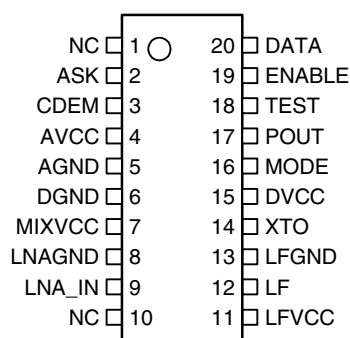 NC 1 20 DATA
ASK 2 19 ENABLE
CDEM 3 18 TEST
AVCC 4 17 POUT
AGND 5 16 MODE
DGND 6 15 DVCC
MIXVCC 7 14 XTO
LNAGND 8 13 LFGND
LNA_IN 9 12 LF
NC 10 11 LFVCC